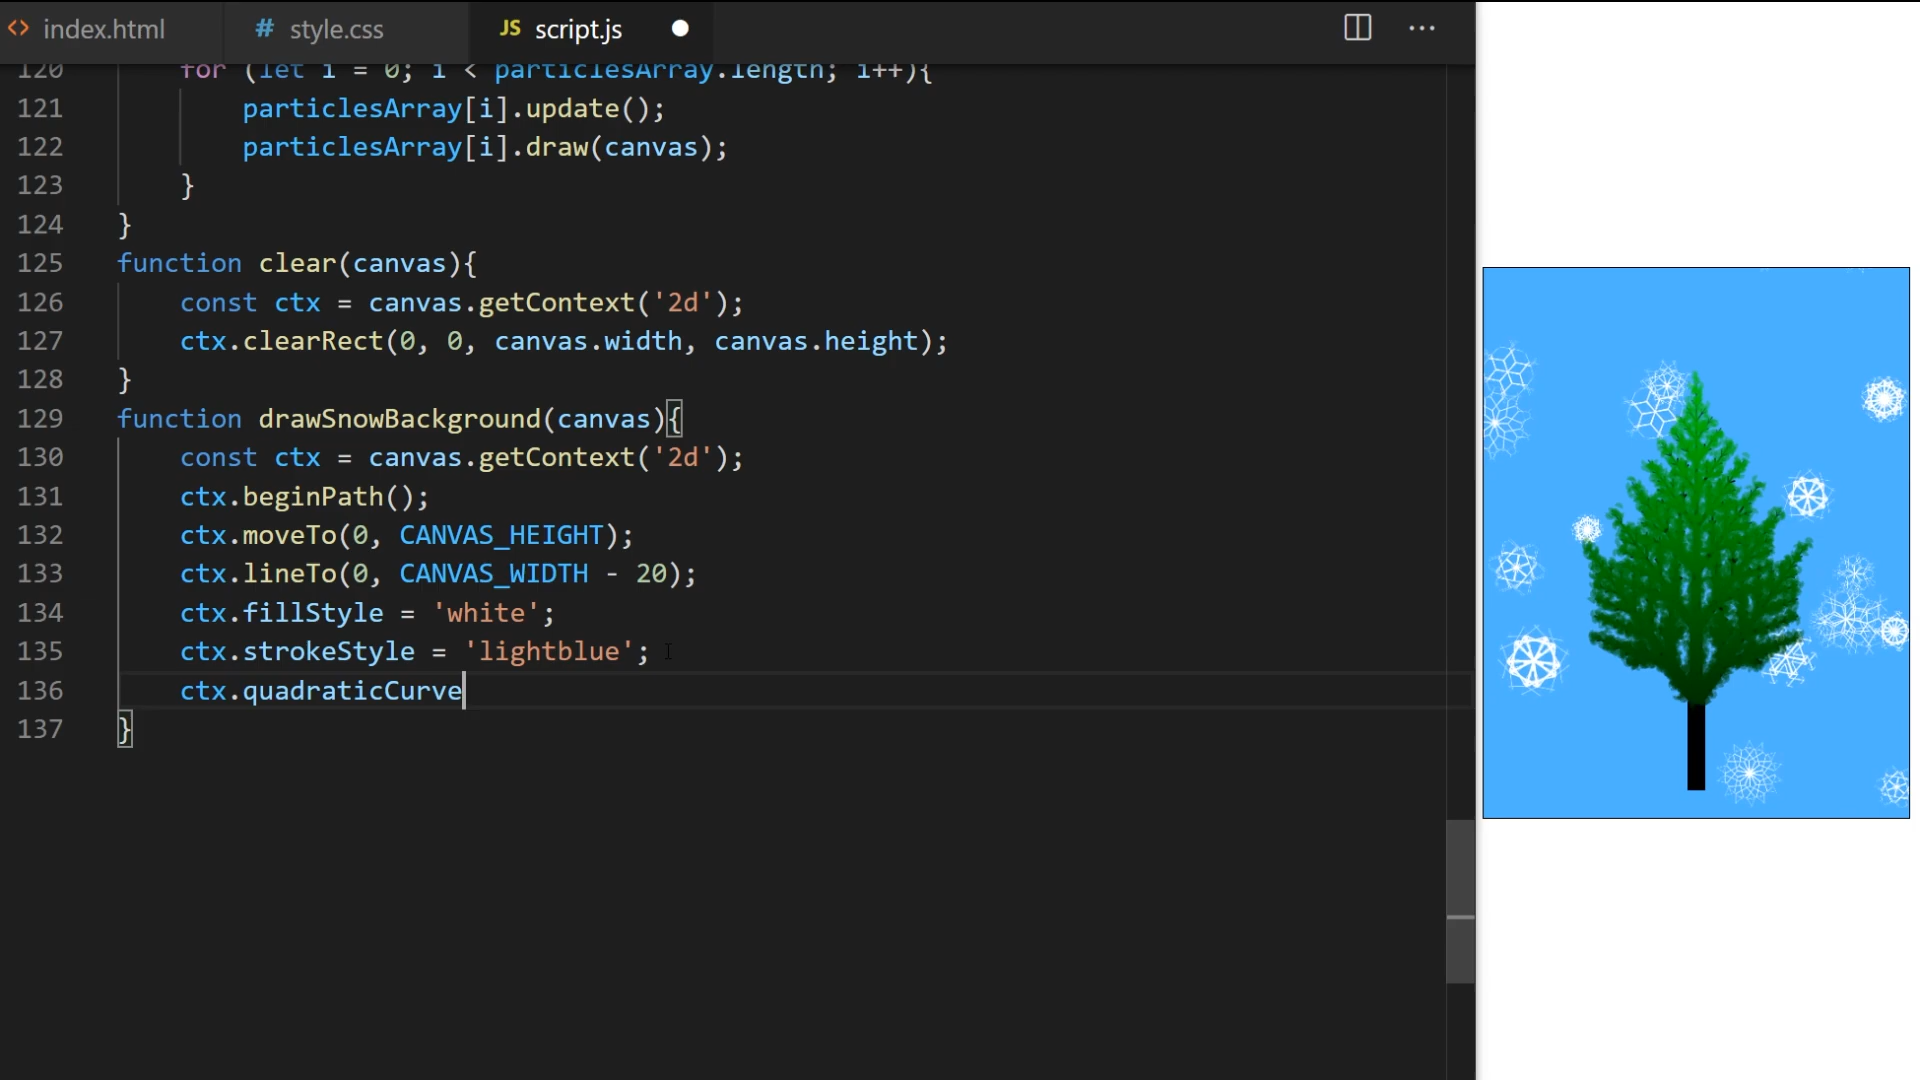 index.html # style.css JS script.js
120 for (let i = 0; i < particlesArray.length; i++){
121 particlesArray[i].update();
122 particlesArray[i].draw(canvas);
123 }
124 }
125 function clear(canvas){
126 const ctx = canvas.getContext('2d');
127 ctx.clearRect(0, 0, canvas.width, canvas.height);
128 }
129 function drawSnowBackground(canvas){
130 const ctx = canvas.getContext('2d');
131 ctx.beginPath();
132 ctx.moveTo(0, CANVAS_HEIGHT);
133 ctx.lineTo(0, CANVAS_WIDTH - 20);
134 ctx.fillStyle = 'white';
135 ctx.strokeStyle = 'lightblue';
136 ctx.quadraticCurve
137 }